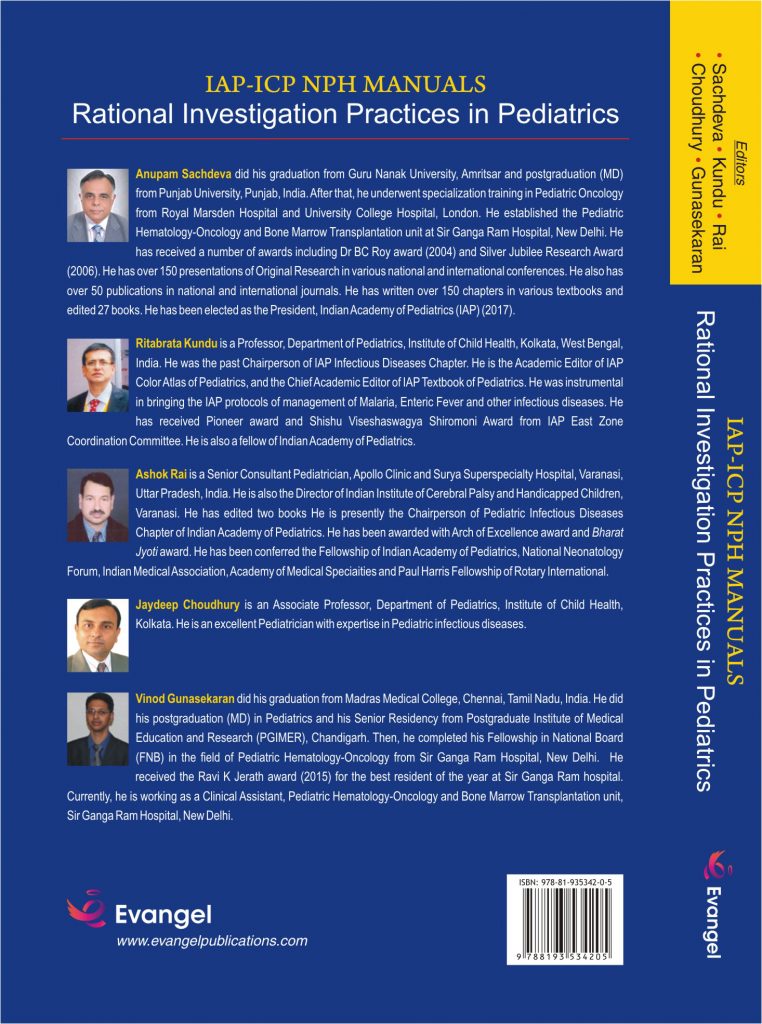 IAP-ICP NPH MANUALS
Rational Investigation Practices in Pediatrics
Anupam Sachdeva did his graduation from Guru Nanak University, Amritsar and postgraduation (MD)
from Punjab University, Punjab, India. After that, he underwent specialization training in Pediatric Oncology
from Royal Marsden Hospital and University College Hospital, London. He established the Pediatric
Hematology-Oncology and Bone Marrow Transplantation unit at Sir Ganga Ram Hospital, New Delhi. He
has received a number of awards including Dr BC Roy award (2004) and Silver Jubilee Research Award
(2006). He has over 150 presentations of Original Research in various national and international conferences. He also has
over 50 publications in national and international journals. He has written over 150 chapters in various textbooks and
edited 27 books. He has been elected as the President, Indian Academy of Pediatrics (IAP) (2017).
Ritabrata Kundu is a Professor, Department of Pediatrics, Institute of Child Health, Kolkata, West Bengal,
India. He was the past Chairperson of IAP Infectious Diseases Chapter. He is the Academic Editor of IAP
Color Atlas of Pediatrics, and the Chief Academic Editor of IAP Textbook of Pediatrics. He was instrumental
in bringing the IAP protocols of management of Malaria, Enteric Fever and other infectious diseases. He
has received Pioneer award and Shishu Viseshaswagya Shiromoni Award from IAP East Zone
Coordination Committee. He is also a fellow of Indian Academy of Pediatrics.
Ashok Rai is a Senior Consultant Pediatrician, Apollo Clinic and Surya Superspecialty Hospital, Varanasi,
Uttar Pradesh, India. He is also the Director of Indian Institute of Cerebral Palsy and Handicapped Children,
Varanasi. He has edited two books He is presently the Chairperson of Pediatric Infectious Diseases
Chapter of Indian Academy of Pediatrics. He has been awarded with Arch of Excellence award and Bharat
Jyoti award. He has been conferred the Fellowship of Indian Academy of Pediatrics, National Neonatology
Forum, Indian Medical Association, Academy of Medical Speciaities and Paul Harris Fellowship of Rotary International.
Jaydeep Choudhury is an Associate Professor, Department of Pediatrics, Institute of Child Health,
Kolkata. He is an excellent Pediatrician with expertise in Pediatric infectious diseases.
Vinod Gunasekaran did his graduation from Madras Medical College, Chennai, Tamil Nadu, India. He did
his postgraduation (MD) in Pediatrics and his Senior Residency from Postgraduate Institute of Medical
Education and Research (PGIMER), Chandigarh. Then, he completed his Fellowship in National Board
(FNB) in the field of Pediatric Hematology-Oncology from Sir Ganga Ram Hospital, New Delhi. He
received the Ravi K Jerath award (2015) for the best resident of the year at Sir Ganga Ram hospital.
Currently, he is working as a Clinical Assistant, Pediatric Hematology-Oncology and Bone Marrow Transplantation unit,
Sir Ganga Ram Hospital, New Delhi.
Evangel
www.evangelpublications.com
ISBN: 978-81-935342-0-5
9 788193 534205
Editors
• Sachdeva • Kundu • Rai
• Choudhury • Gunasekaran
IAP-ICP NPH MANUALS
Rational Investigation Practices in Pediatrics
Evangel